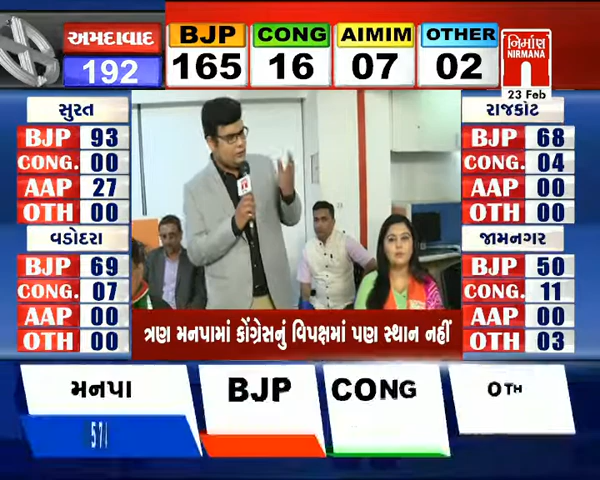 અમદાવાદ
192
BJP
165
CONG
16
AIMIM
07
OTHER
02
નિર્માણ
NIRMANA
23 Feb
સુરત
BJP 93
CONG. 00
AAP 27
OTH 00
વડોદરા
BJP 69
CONG. 07
AAP 00
OTH 00
રાજકોટ
BJP 68
CONG. 04
AAP 00
OTH 00
જામનગર
BJP 50
CONG. 11
AAP 00
OTH 03
ત્રણ મનપામાં કોંગ્રેસનું વિપક્ષમાં પણ સ્થાન નહીં
મનપા
BJP
CONG
OTH